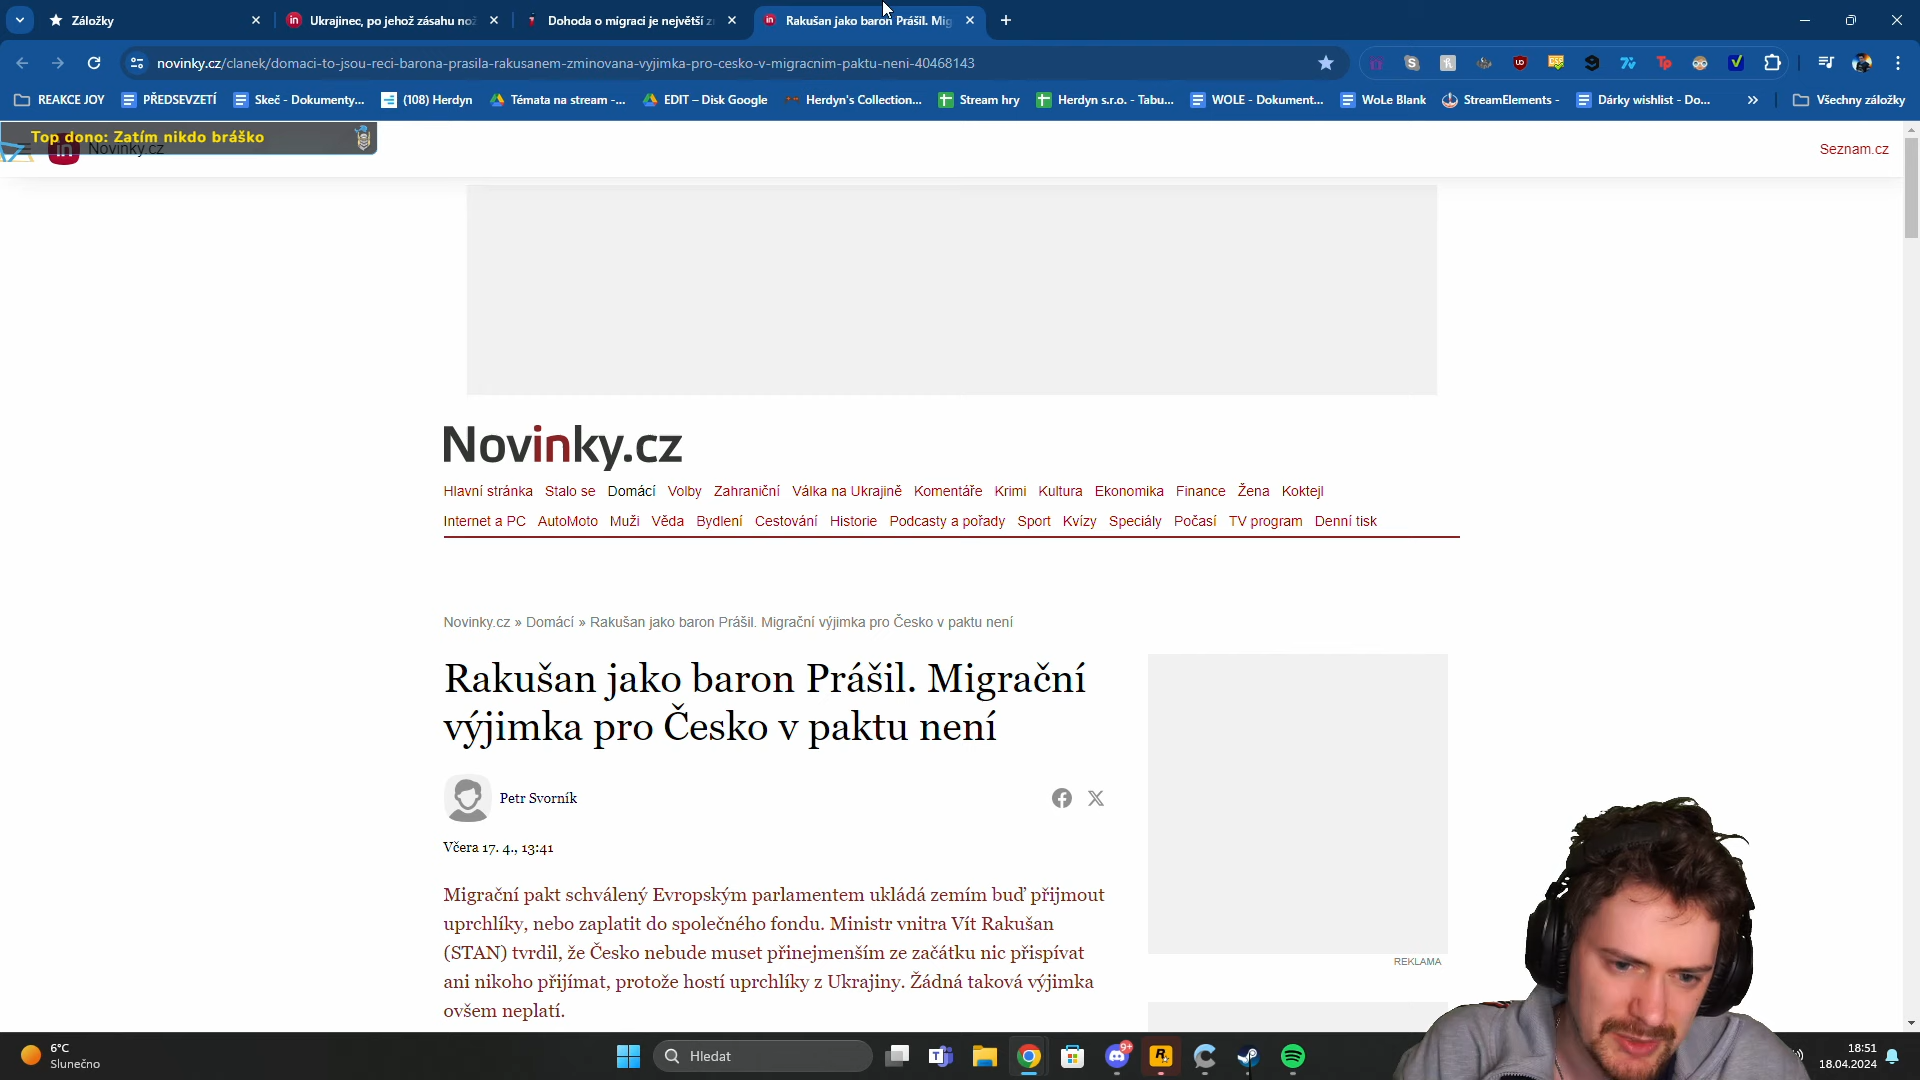 Záložky
Ukrajinec, po jehož zásahu
Dohoda o migraci je největší
Rakušan jako baron Prášil. Mig
novinky.cz/clanek/domaci-to-jsou-reci-barona-prasila-rakusanem-zminovana-vyjimka-pro-cesko-v-migracnim-paktu-neni-40468143
REAKCE JOY
PŘEDSEVZETÍ
Skeč - Dokumenty...
(108) Herdyn
Témata na stream -...
EDIT – Disk Google
Herdyn's Collection...
Stream hry
Herdyn s.r.o. - Tabu...
WOLE - Dokument...
WoLe Blank
StreamElements -
Dárky wishlist - Do...
»
Všechny záložky
Top dono: Zatím nikdo bráško
Novinky.cz
Seznam.cz
Novinky.cz
Hlavní stránka Stalo se Domácí Volby Zahraniční Válka na Ukrajině Komentáře Krimi Kultura Ekonomika Finance Žena Koktejl
Internet a PC AutoMoto Muži Věda Bydlení Cestování Historie Podcasty a pořady Sport Kvízy Speciály Počasí TV program Denní tisk
Novinky.cz » Domácí » Rakušan jako baron Prášil. Migrační výjimka pro Česko v paktu není
Rakušan jako baron Prášil. Migrační
výjimka pro Česko v paktu není
Petr Svorník
Včera 17. 4., 13:41
Migrační pakt schválený Evropským parlamentem ukládá zemím buď přijmout
uprchlíky, nebo zaplatit do společného fondu. Ministr vnitra Vít Rakušan
(STAN) tvrdil, že Česko nebude muset přinejmenším ze začátku nic přispívat
ani nikoho přijímat, protože hostí uprchlíky z Ukrajiny. Žádná taková výjimka
ovšem neplatí.
REKLAMA
6°C
Slunečno
Hledat
9+
18:51
18.04.2024